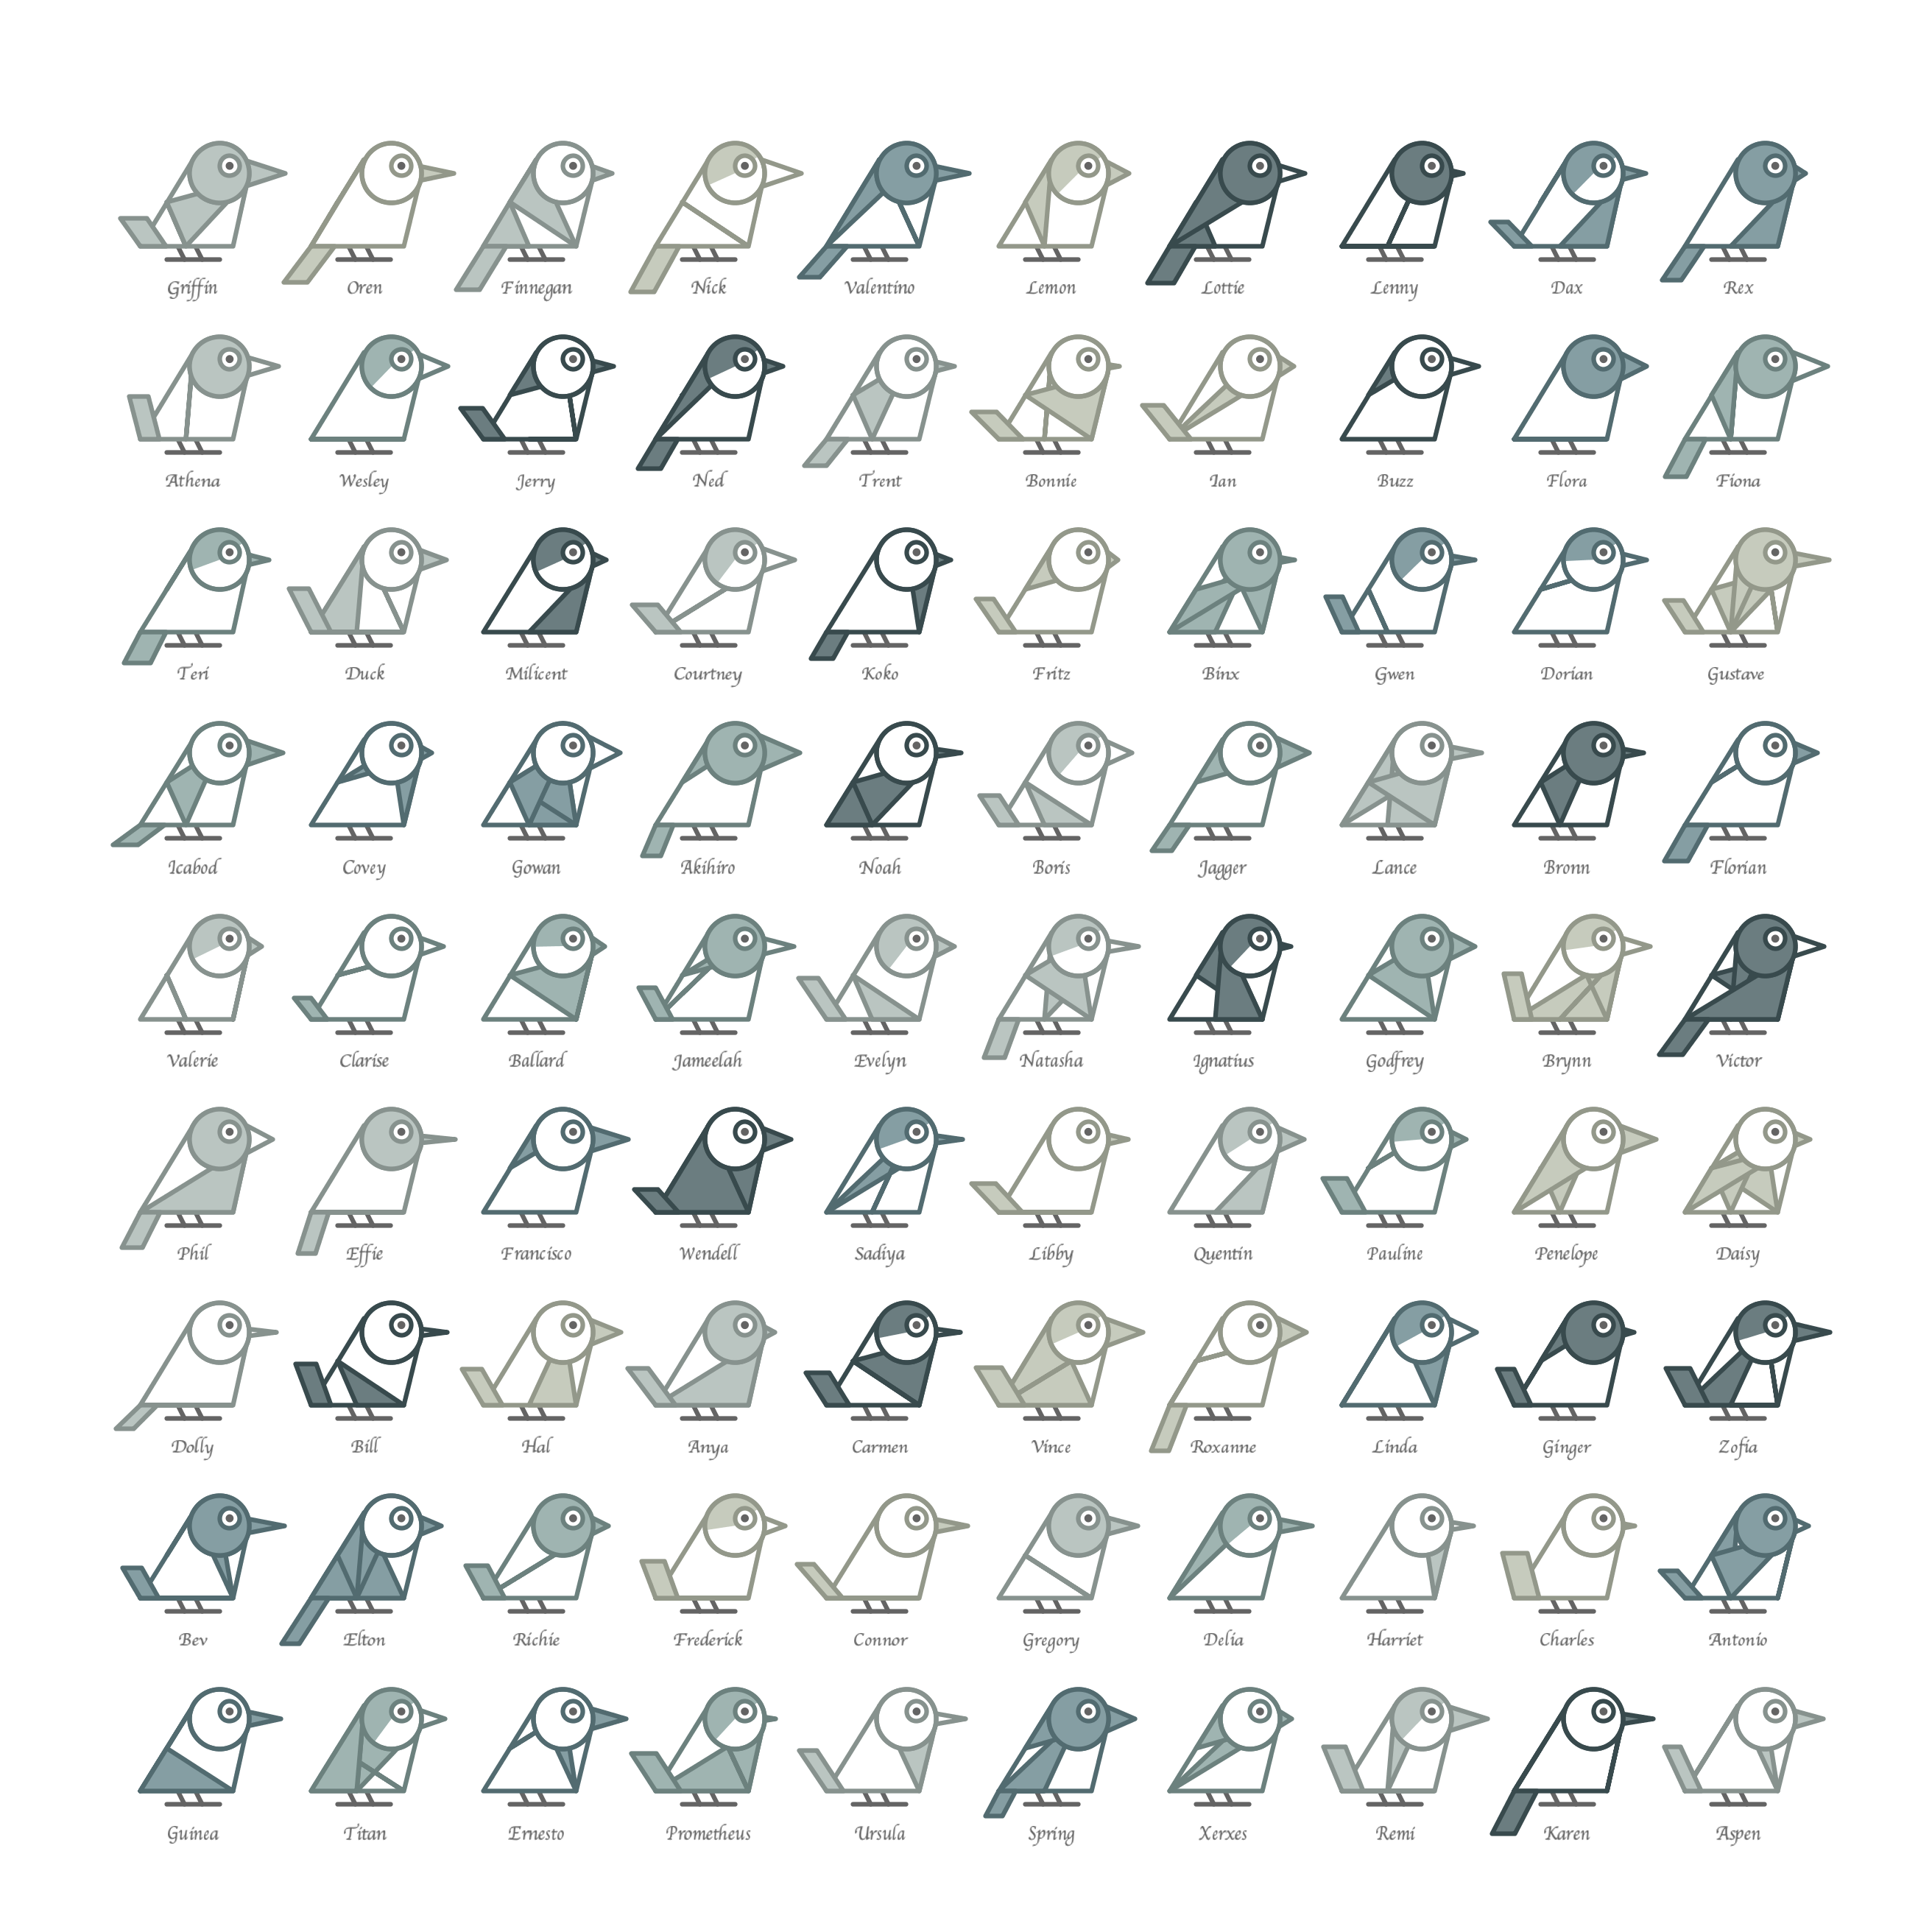 Griffin Oren Finnegan Nick Valentino Lemon Lottie Lenny Dax Rex
Athena Wesley Jerry Ned Trent Bonnie Ian Buzz Flora Fiona
Teri Duck Milicent Courtney Koko Fritz Binx Gwen Dorian Gustave
Icabod Covey Gowan Akihiro Noah Boris Jagger Lance Bronn Florian
Valerie Clarise Ballard Jameelah Evelyn Natasha Ignatius Godfrey Brynn Victor
Phil Effie Francisco Wendell Sadiya Libby Quentin Pauline Penelope Daisy
Dolly Bill Hal Anya Carmen Vince Roxanne Linda Ginger Zofia
Bev Elton Richie Frederick Connor Gregory Delia Harriet Charles Antonio
Guinea Titan Ernesto Prometheus Ursula Spring Xerxes Remi Karen Aspen